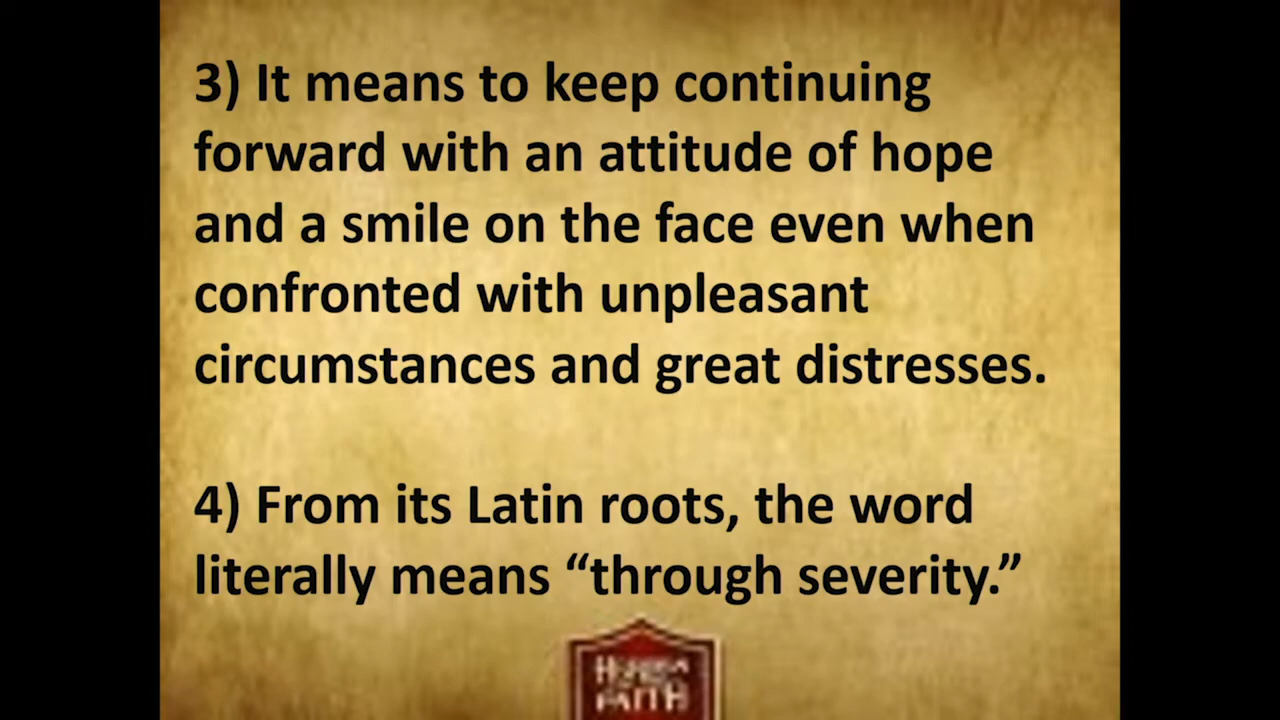 3) It means to keep continuing
forward with an attitude of hope
and a smile on the face even when
confronted with unpleasant
circumstances and great distresses.
4) From its Latin roots, the word
literally means “through severity.”
FAITH